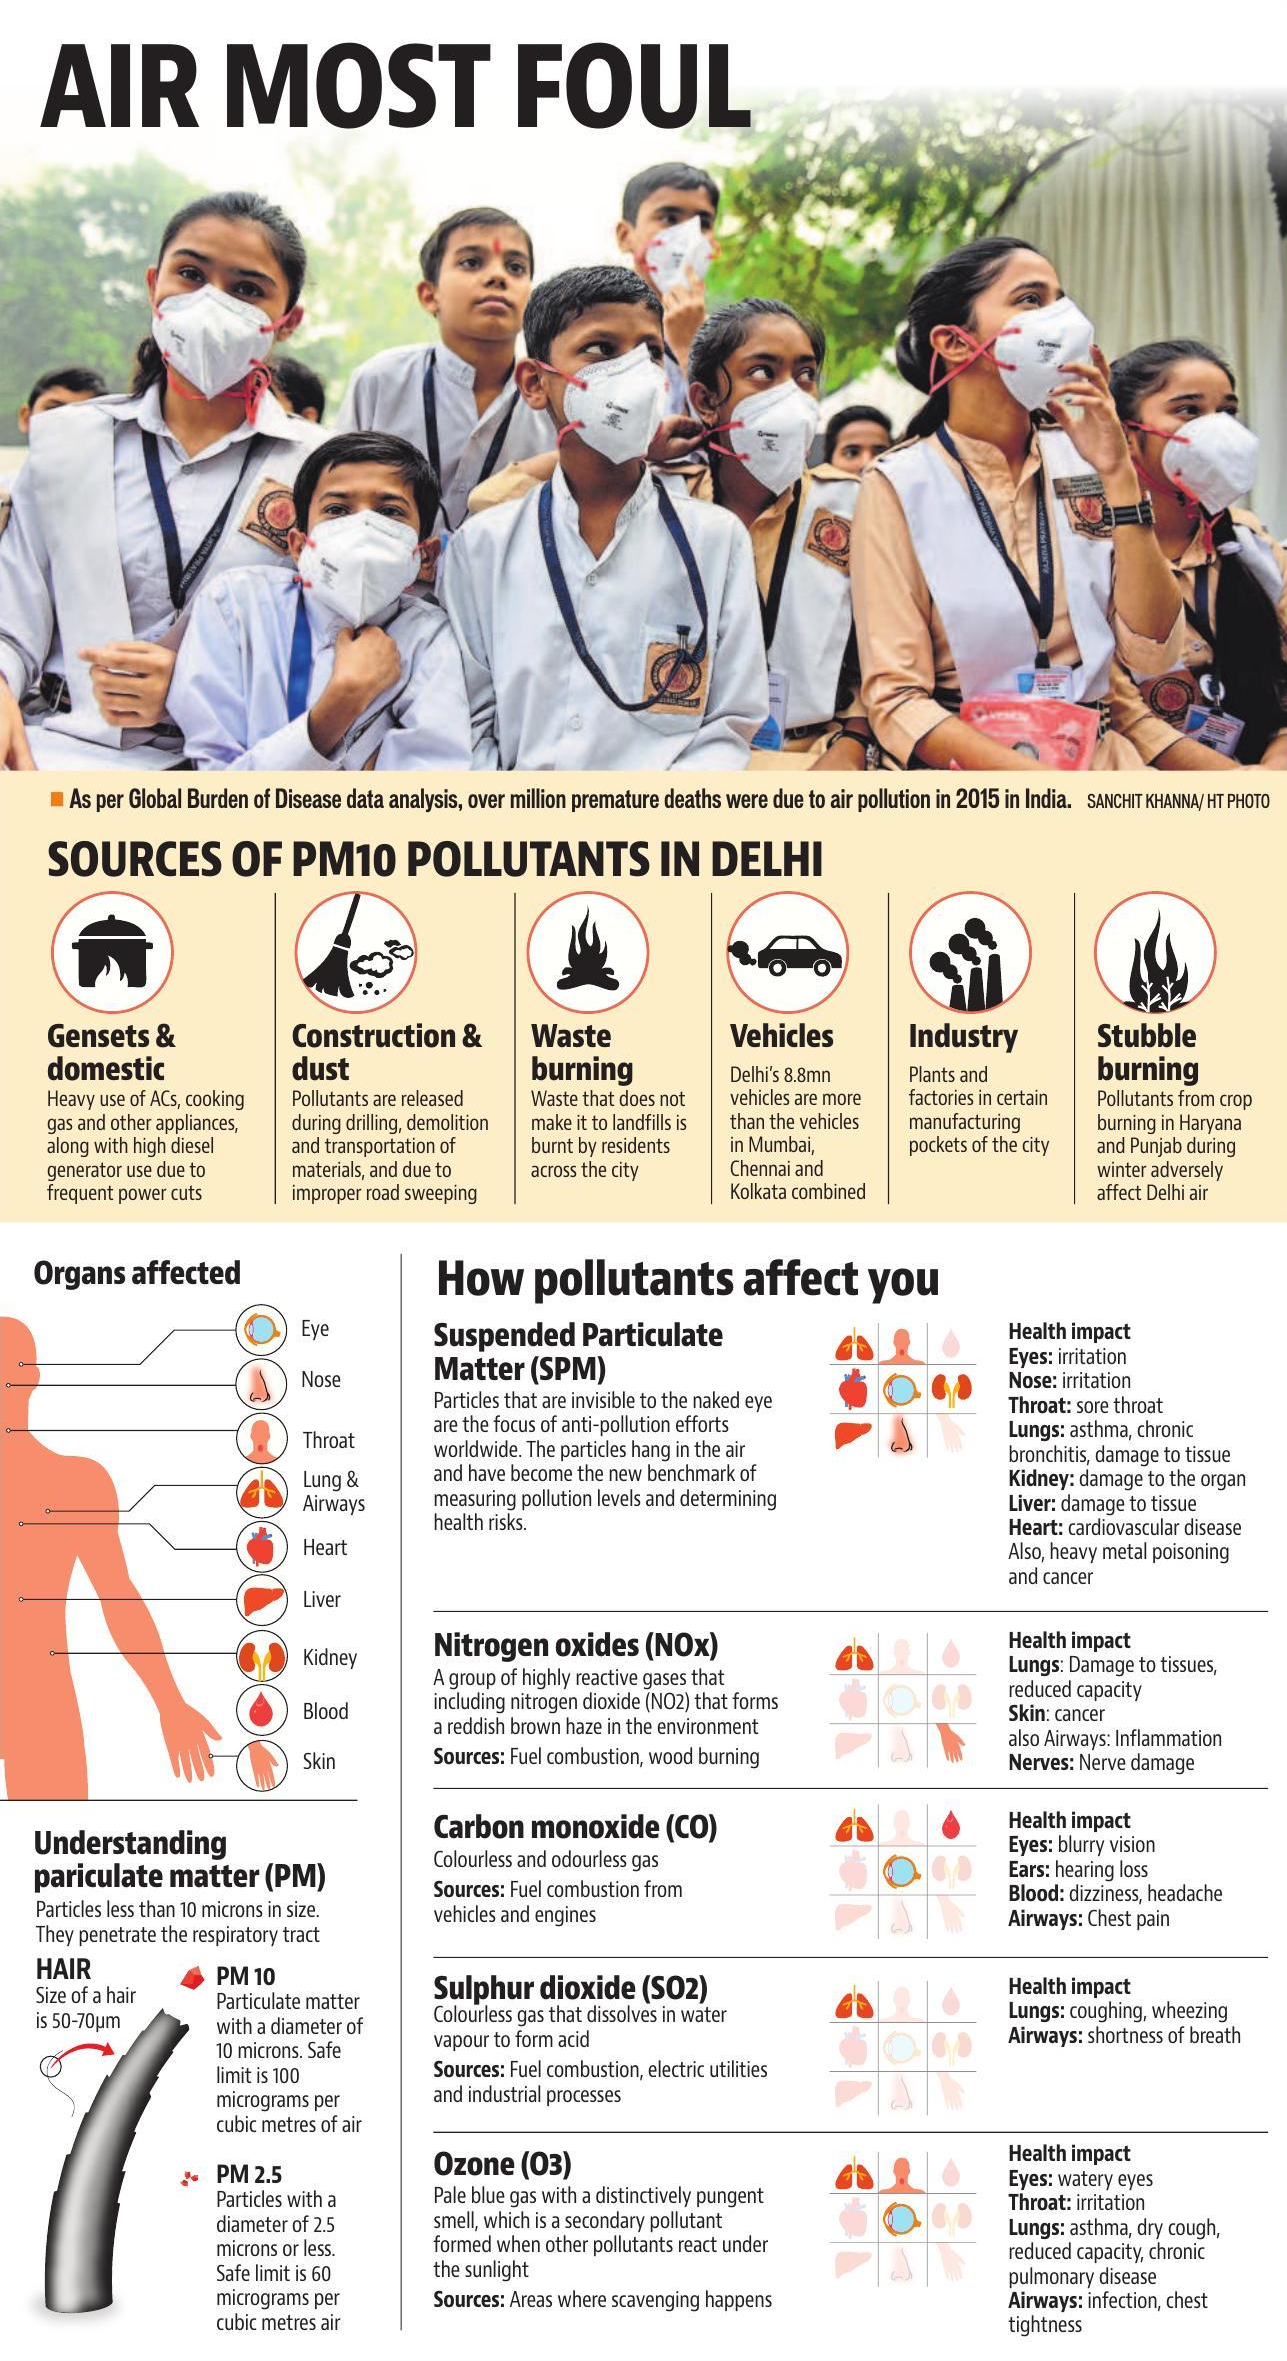 AIR MOST FOUL
As per Global Burden of Disease data analysis, over million premature deaths were due to air pollution in 2015 in India. SANCHIT KHANNA/ HT PHOTO
SOURCES OF PM10 POLLUTANTS IN DELHI
Gensets &
domestic
Heavy use of ACs, cooking
gas and other appliances,
along with high diesel
generator use due to
frequent power cuts
Construction &
dust
Pollutants are released
during drilling, demolition
and transportation of
materials, and due to
improper road sweeping
Waste
burning
Waste that does not
make it to landfills is
burnt by residents
across the city
Vehicles
Delhi's 8.8mn
vehicles are more
than the vehicles
in Mumbai,
Chennai and
Kolkata combined
Industry
Plants and
factories in certain
manufacturing
pockets of the city
Stubble
burning
Pollutants from crop
burning in Haryana
and Punjab during
winter adversely
affect Delhi air
Organs affected
Eye
Nose
Throat
Lung &
Airways
Heart
Liver
Kidney
Blood
Skin
Understanding
pariculate matter (PM)
Particles less than 10 microns in size.
They penetrate the respiratory tract
HAIR
Size of a hair
is 50-70µm
PM 10
Particulate matter
with a diameter of
10 microns. Safe
limit is 100
micrograms per
cubic metres of air
PM 2.5
Particles with a
diameter of 2.5
microns or less.
Safe limit is 60
micrograms per
cubic metres air
How pollutants affect you
Suspended Particulate
Matter (SPM)
Particles that are invisible to the naked eye
are the focus of anti-pollution efforts
worldwide. The particles hang in the air
and have become the new benchmark of
measuring pollution levels and determining
health risks.
Health impact
Eyes: irritation
Nose: irritation
Throat: sore throat
Lungs: asthma, chronic
bronchitis, damage to tissue
Kidney: damage to the organ
Liver: damage to tissue
Heart: cardiovascular disease
Also, heavy metal poisoning
and cancer
Nitrogen oxides (NOx)
A group of highly reactive gases that
including nitrogen dioxide (NO2) that forms
a reddish brown haze in the environment
Sources: Fuel combustion, wood burning
Health impact
Lungs: Damage to tissues,
reduced capacity
Skin: cancer
also Airways: Inflammation
Nerves: Nerve damage
Carbon monoxide (CO)
Colourless and odourless gas
Sources: Fuel combustion from
vehicles and engines
Health impact
Eyes: blurry vision
Ears: hearing loss
Blood: dizziness, headache
Airways: Chest pain
Sulphur dioxide (SO2)
Colourless gas that dissolves in water
vapour to form acid
Sources: Fuel combustion, electric utilities
and industrial processes
Health impact
Lungs: coughing, wheezing
Airways: shortness of breath
Ozone (O3)
Pale blue gas with a distinctively pungent
smell, which is a secondary pollutant
formed when other pollutants react under
the sunlight
Sources: Areas where scavenging happens
Health impact
Eyes: watery eyes
Throat: irritation
Lungs: asthma, dry cough,
reduced capacity, chronic
pulmonary disease
Airways: infection, chest
tightness